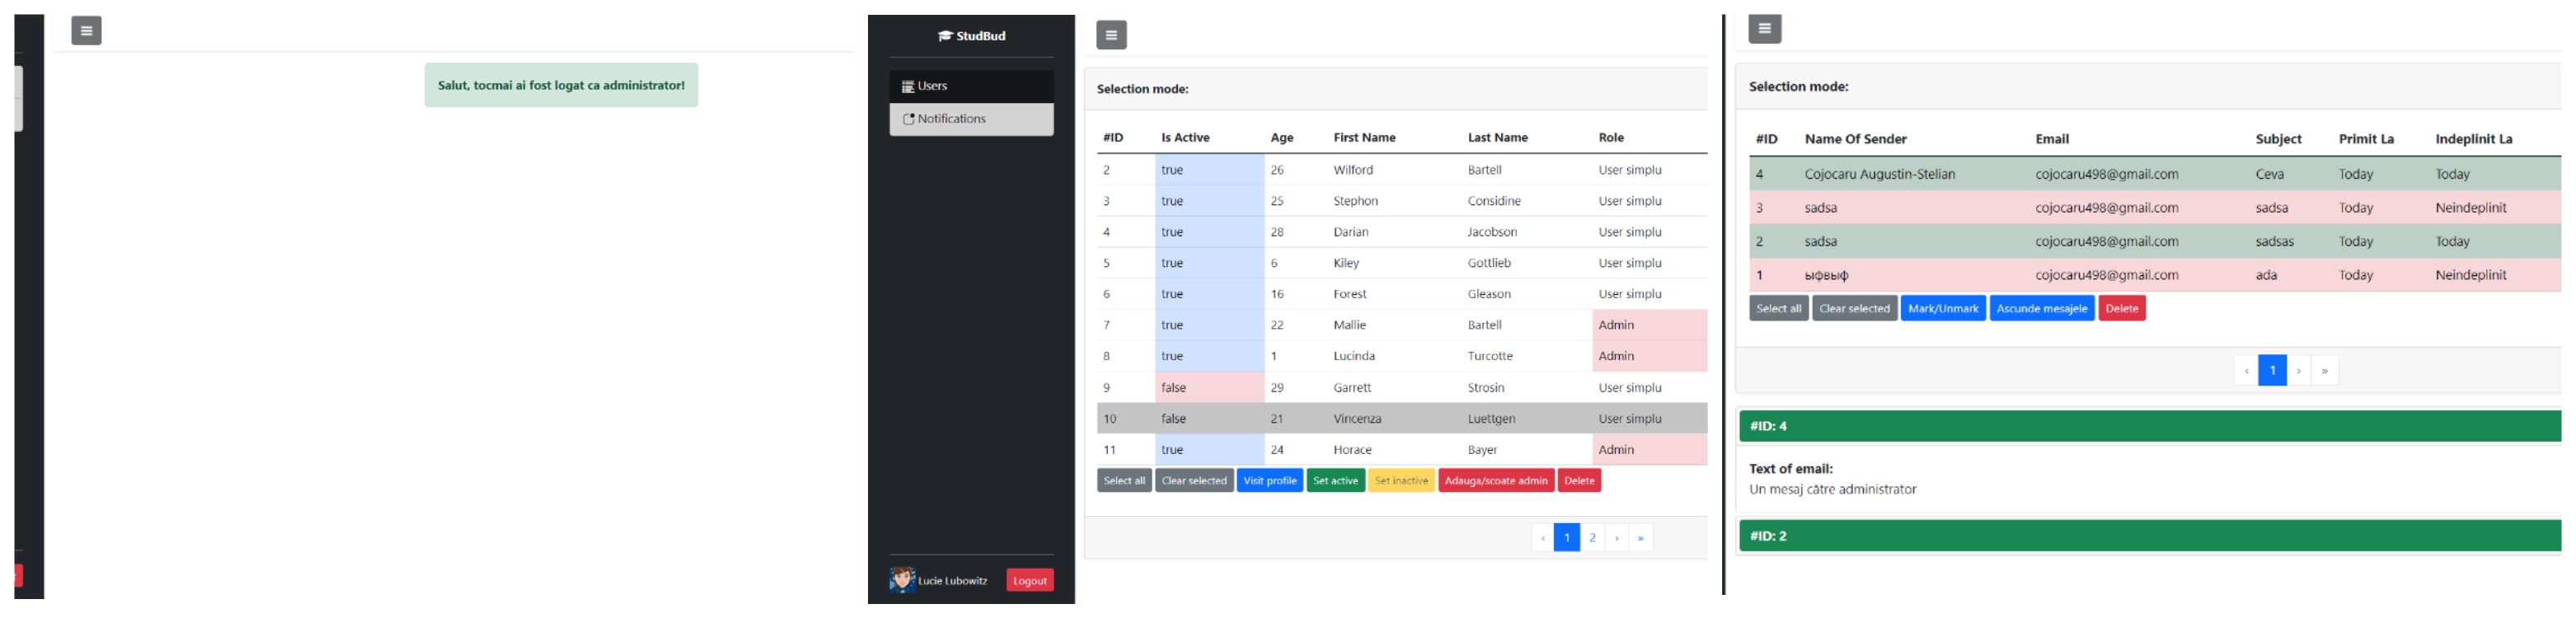 Salut, tocmai ai fost logat ca administrator!
StudBud
Users
Notifications
Lucie Lubowitz Logout
Selection mode:
#ID Is Active Age First Name Last Name Role
2 true 26 Wilford Bartell User simplu
3 true 25 Stephon Considine User simplu
4 true 28 Darian Jacobson User simplu
5 true 6 Kiley Gottlieb User simplu
6 true 16 Forest Gleason User simplu
7 true 22 Mallie Bartell Admin
8 true 1 Lucinda Turcotte Admin
9 false 29 Garrett Strosin User simplu
10 false 21 Vincenza Luettgen User simplu
11 true 24 Horace Bayer Admin
Select all Clear selected Visit profile Set active Set inactive Adauga/scoate admin Delete
‹ 1 2 › »
Selection mode:
#ID Name Of Sender Email Subject Primit La Indeplinit La
4 Cojocaru Augustin-Stelian cojocaru498@gmail.com Ceva Today Today
3 sadsa cojocaru498@gmail.com sadsa Today Neindeplinit
2 sadsa cojocaru498@gmail.com sadsas Today Today
1 ыфвыф cojocaru498@gmail.com ada Today Neindeplinit
Select all Clear selected Mark/Unmark Ascunde mesajele Delete
‹ 1 › »
#ID: 4
Text of email:
Un mesaj către administrator
#ID: 2